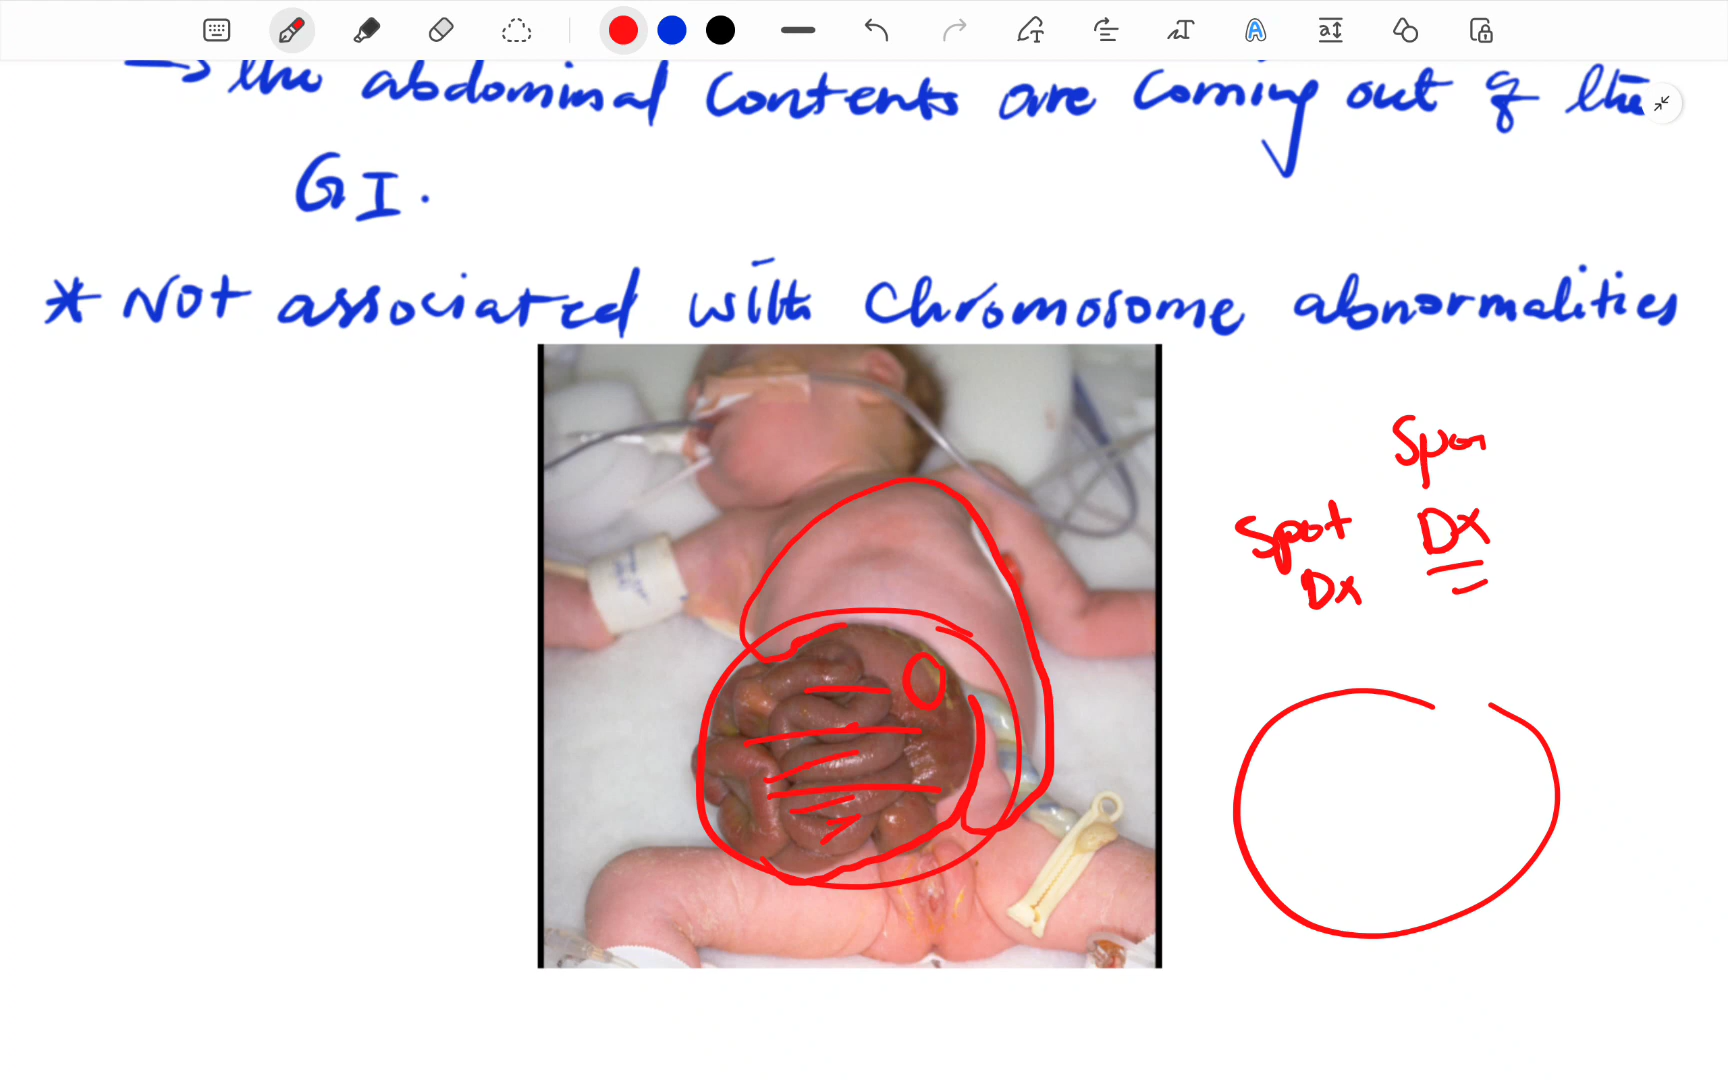 → the abdominal contents are coming out of the
GI.
* Not associated with Chromosome abnormalities
Spot
DX
Dx